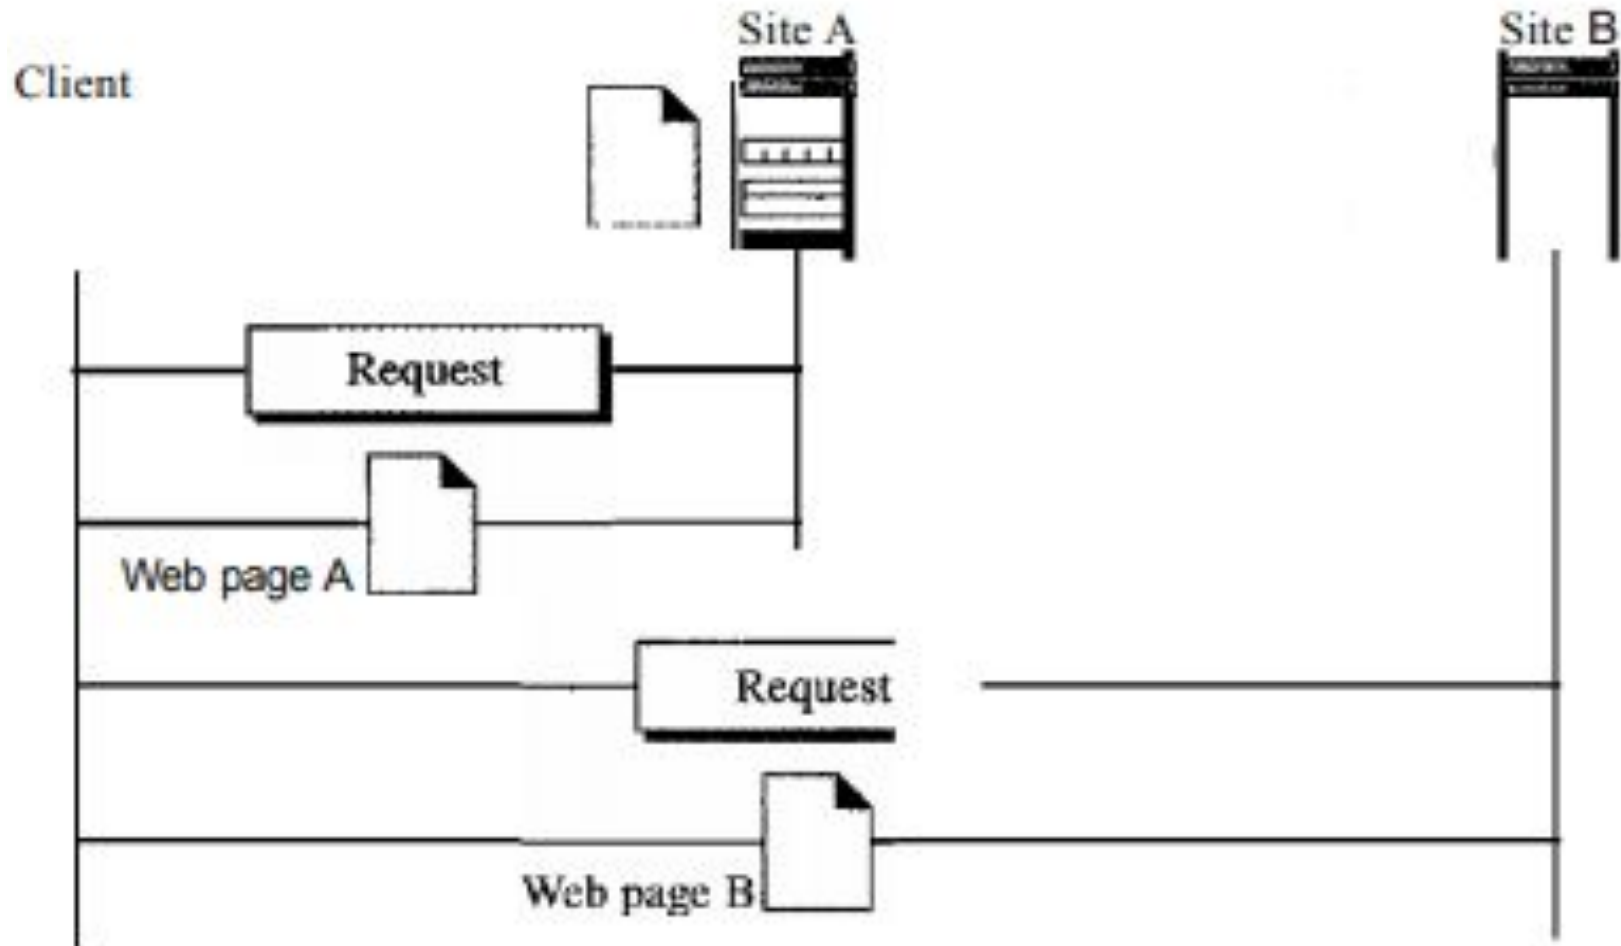 Site A
Site B
Client
Request
Web page A
Request
Web page B